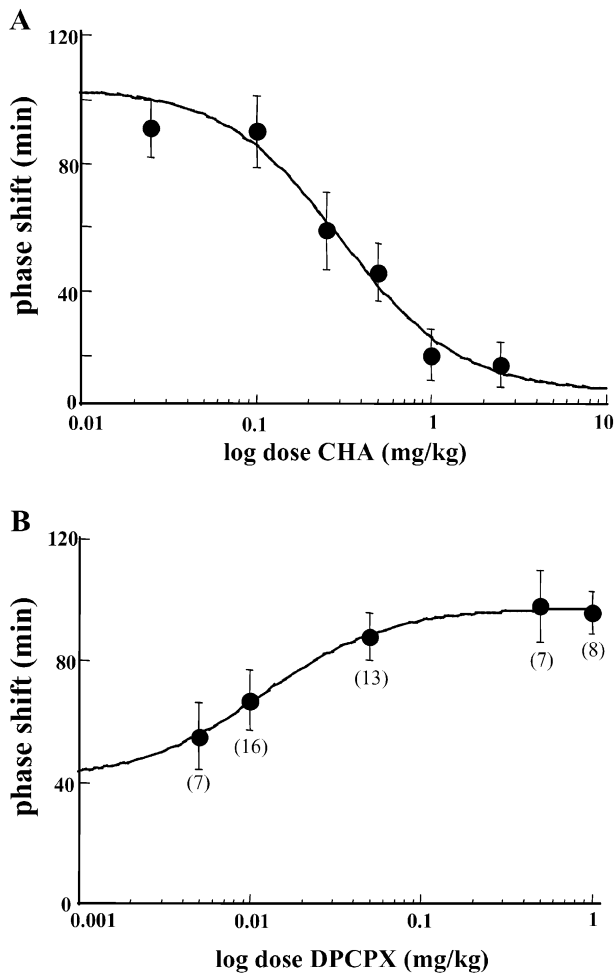 A
120
80
40
0
phase shift (min)
0.01 0.1 1 10
log dose CHA (mg/kg)
B
120
80
40
0
phase shift (min)
(7)
(16)
(13)
(7)
(8)
0.001 0.01 0.1 1
log dose DPCPX (mg/kg)